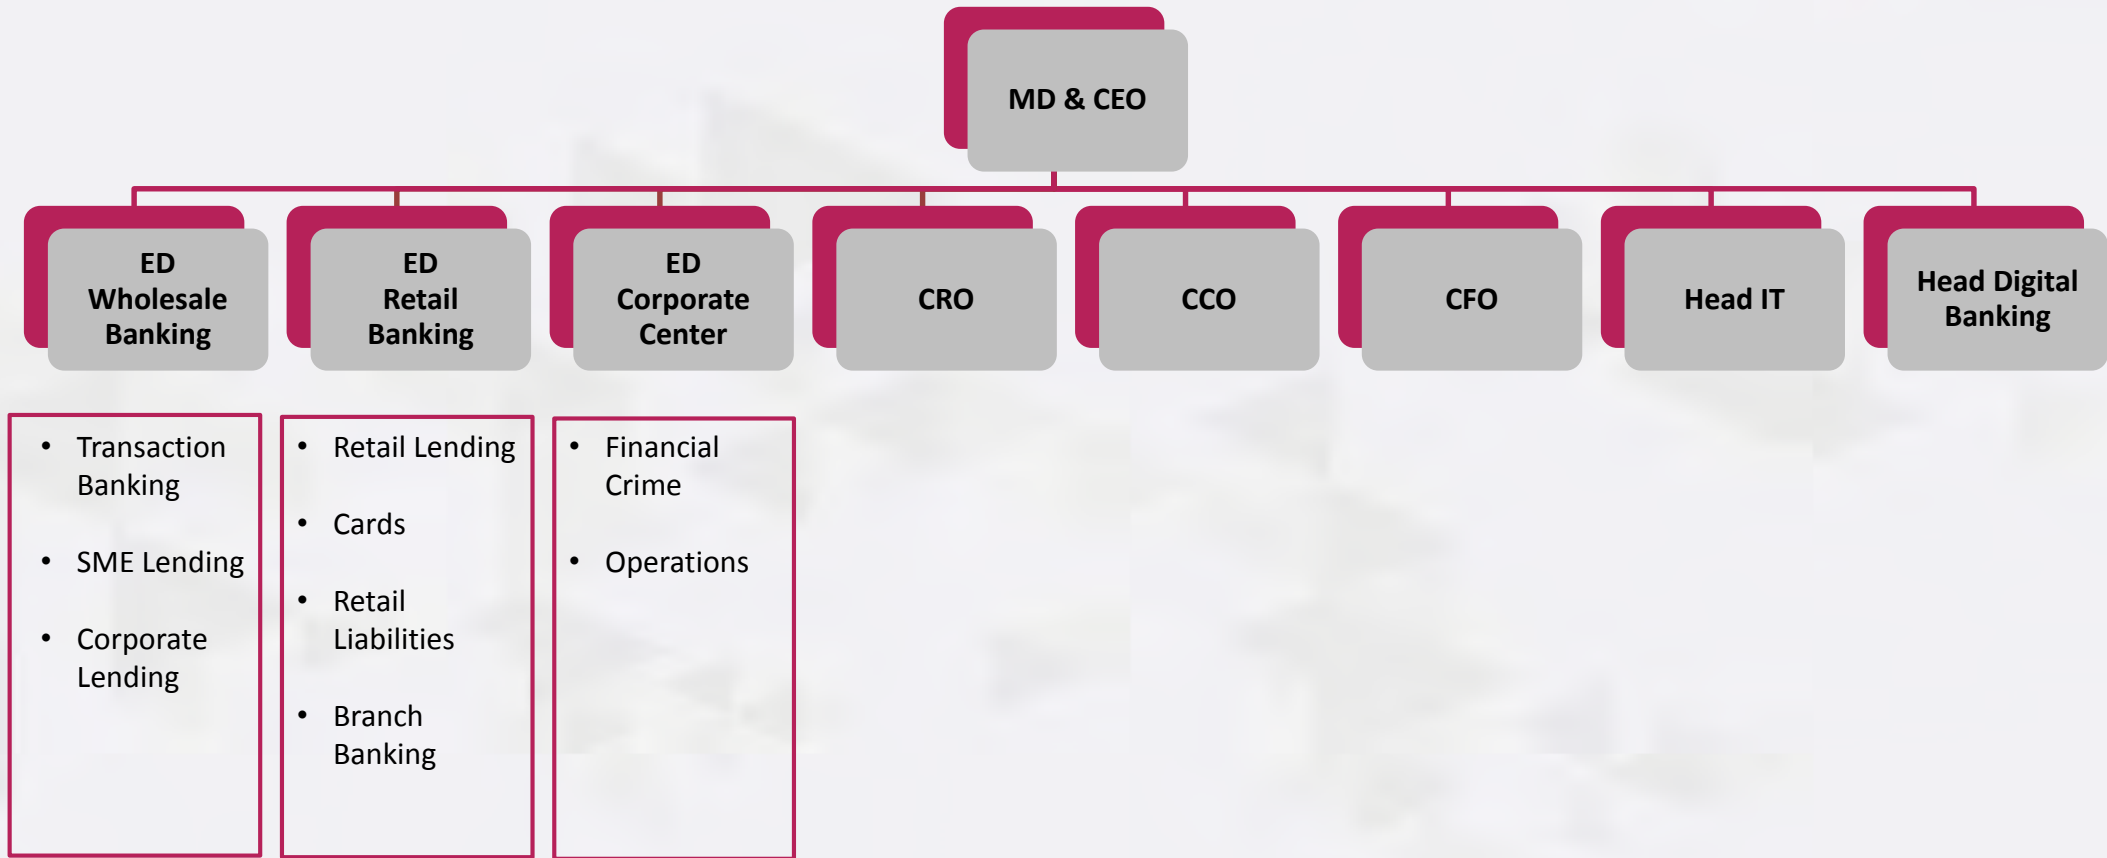 MD & CEO
ED
Wholesale
Banking
ED
Retail
Banking
ED
Corporate
Center
CRO
CCO
CFO
Head IT
Head Digital
Banking
• Transaction
Banking
• SME Lending
• Corporate
Lending
• Retail Lending
• Cards
• Retail
Liabilities
• Branch
Banking
• Financial
Crime
• Operations